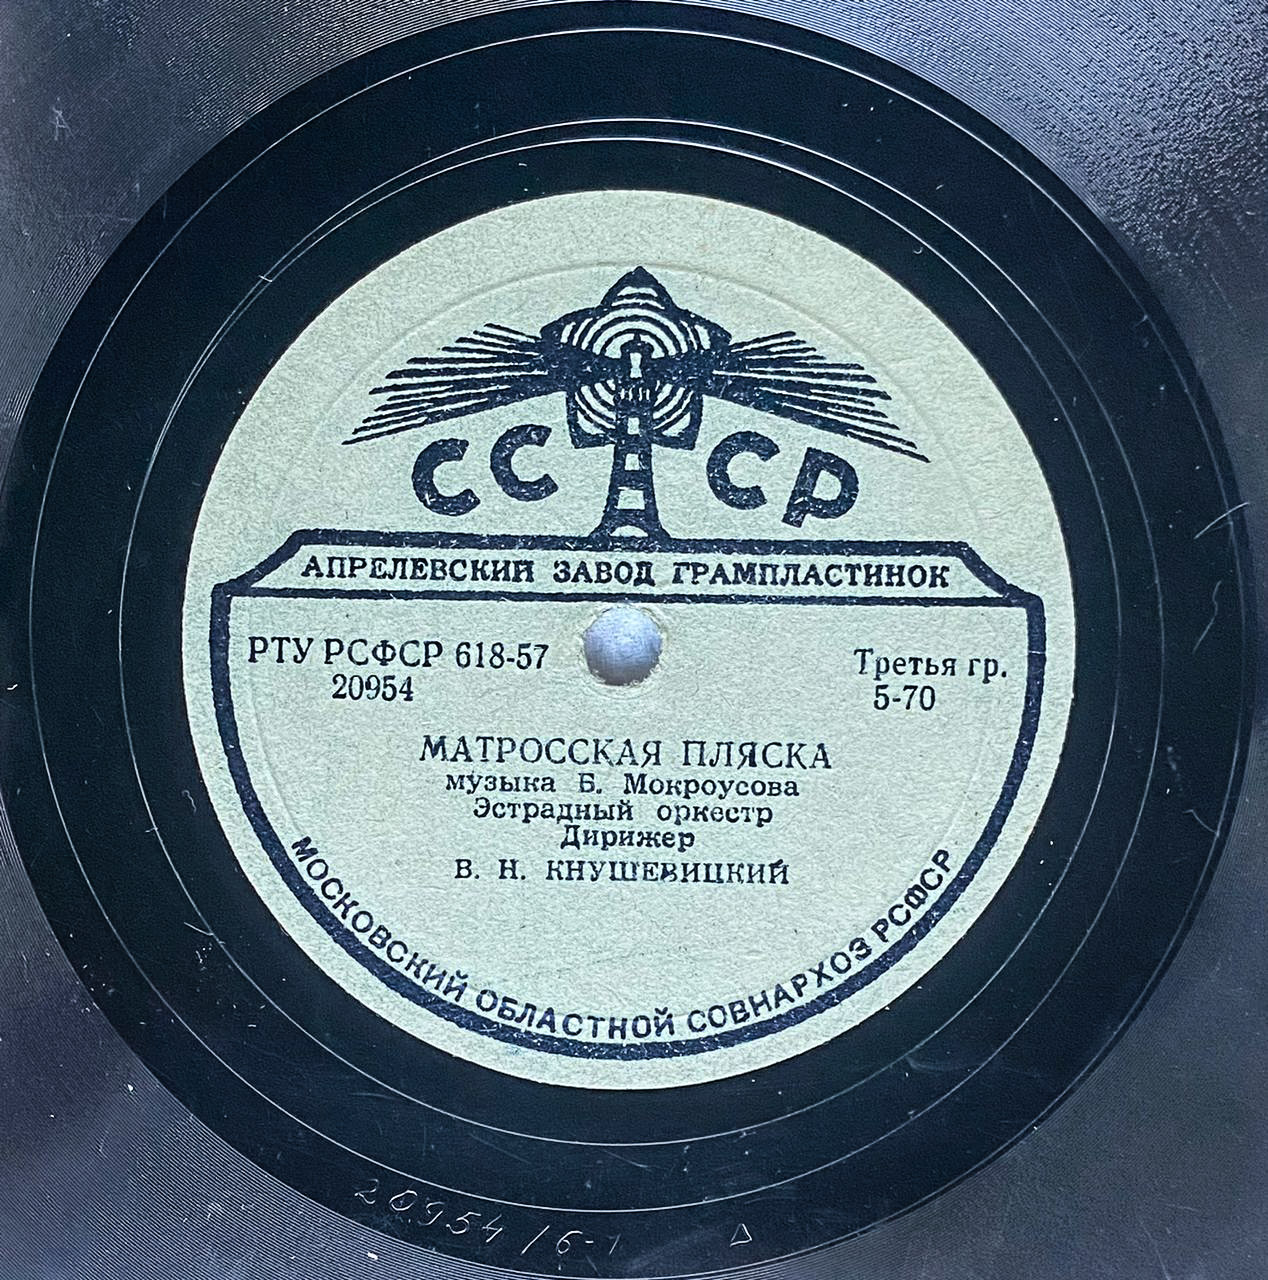 СССР
АПРЕЛЕВСКИЙ ЗАВОД ГРАМПЛАСТИНОК
РТУ РСФСР 618-57
20954
Третья гр.
5-70
МАТРОССКАЯ ПЛЯСКА
музыка Б. Мокроусова
Эстрадный оркестр
Дирижер
В. Н. КНУШЕВИЦКИЙ
МОСКОВСКИЙ ОБЛАСТНОЙ СОВНАРХОЗ РСФСР
20954/6-1